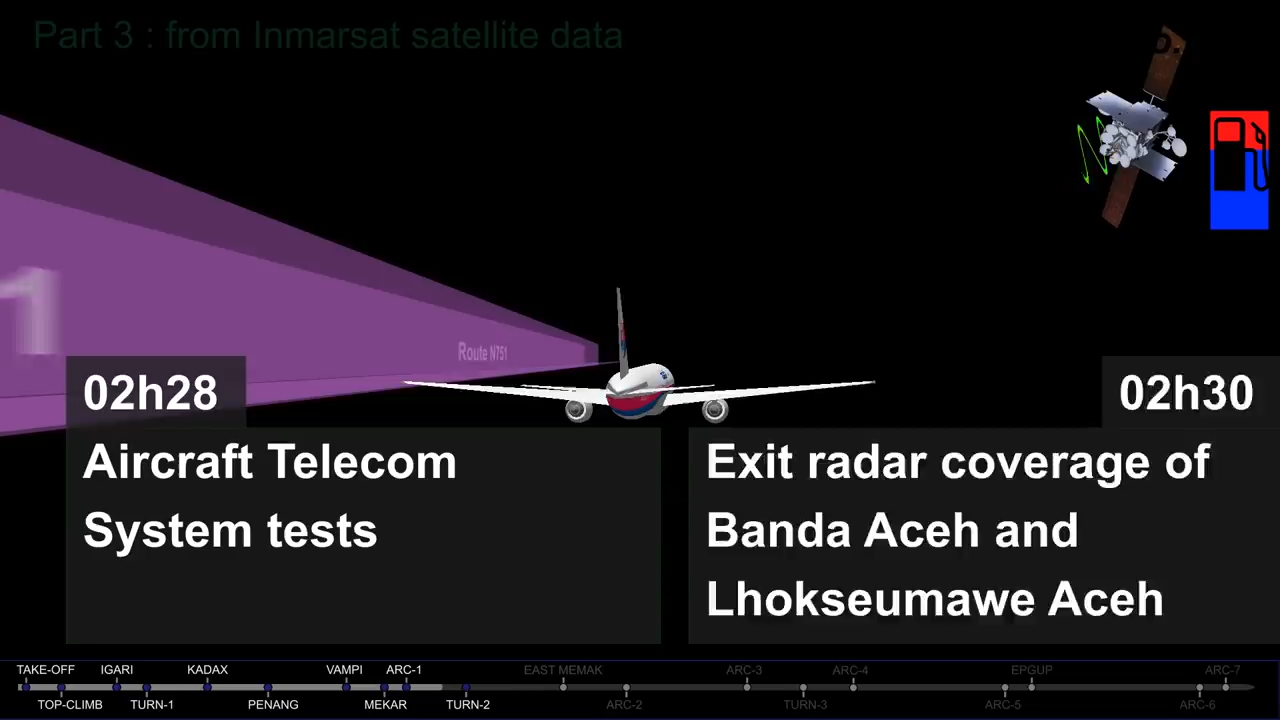 Part 3 : from Inmarsat satellite data
1
Route N751
02h28
Aircraft Telecom
System tests
02h30
Exit radar coverage of
Banda Aceh and
Lhokseumawe Aceh
TAKE-OFF IGARI KADAX VAMPI ARC-1 EAST MEMAK ARC-3 ARC-4 EPGUP ARC-7
TOP-CLIMB TURN-1 PENANG MEKAR TURN-2 ARC-2 TURN-3 ARC-5 ARC-6